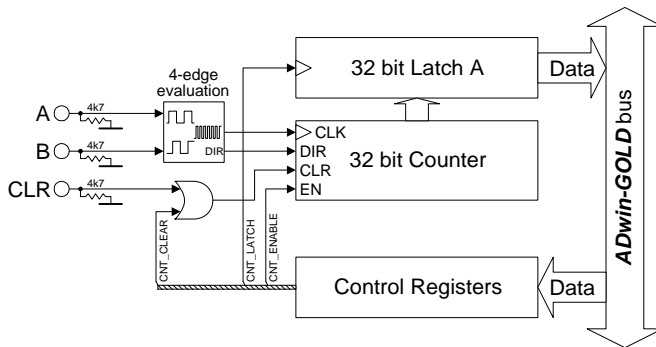 4-edge
evaluation
32 bit Latch A
Data
A
4k7
CLK
B
4k7
DIR
DIR
32 bit Counter
CLR
4k7
CLR
EN
CNT_CLEAR
CNT_LATCH
CNT_ENABLE
Control Registers
Data
ADwin-GOLD bus